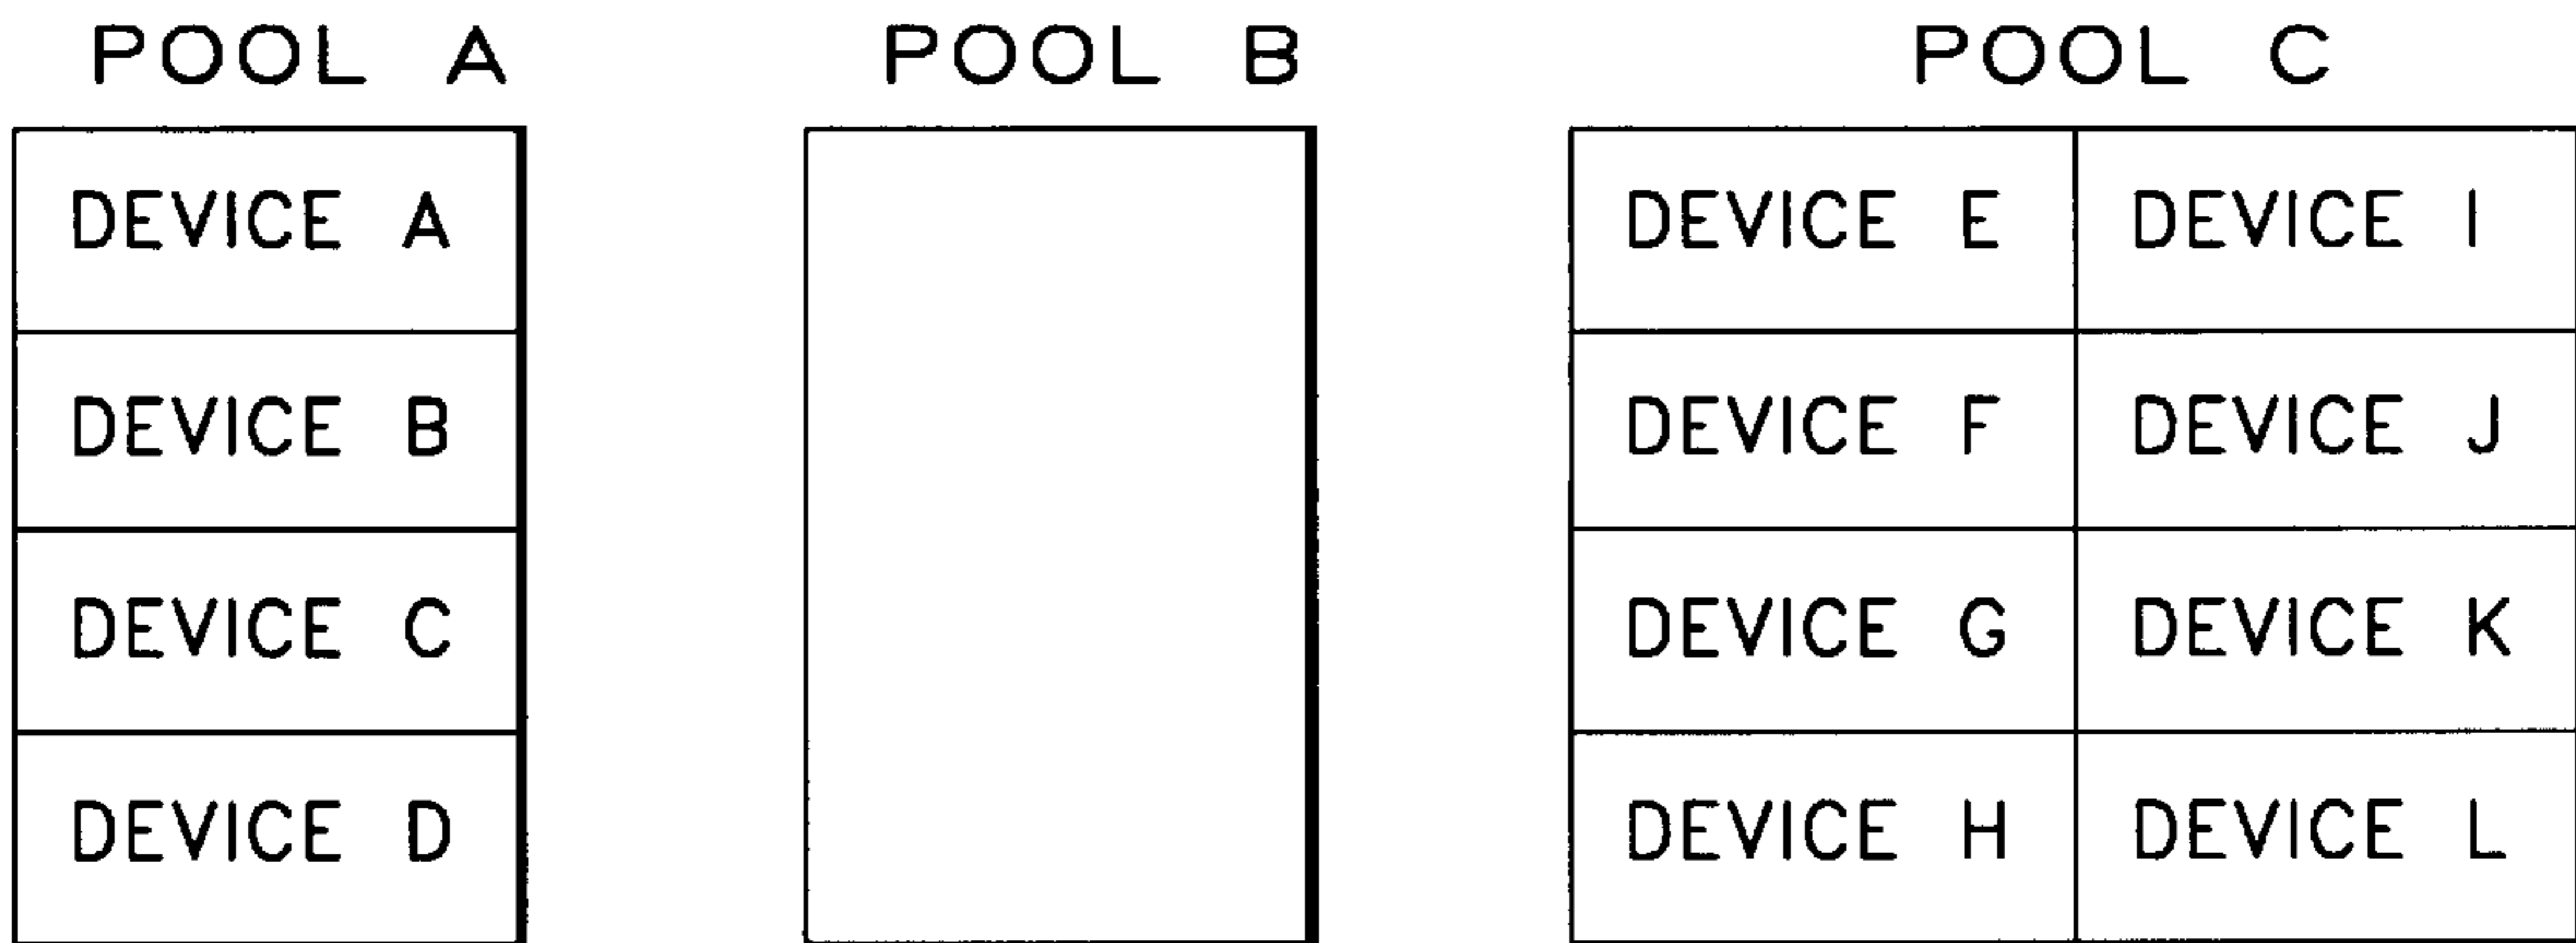 POOL A POOL B POOL C
DEVICE A DEVICE E DEVICE I
DEVICE B DEVICE F DEVICE J
DEVICE C DEVICE G DEVICE K
DEVICE D DEVICE H DEVICE L